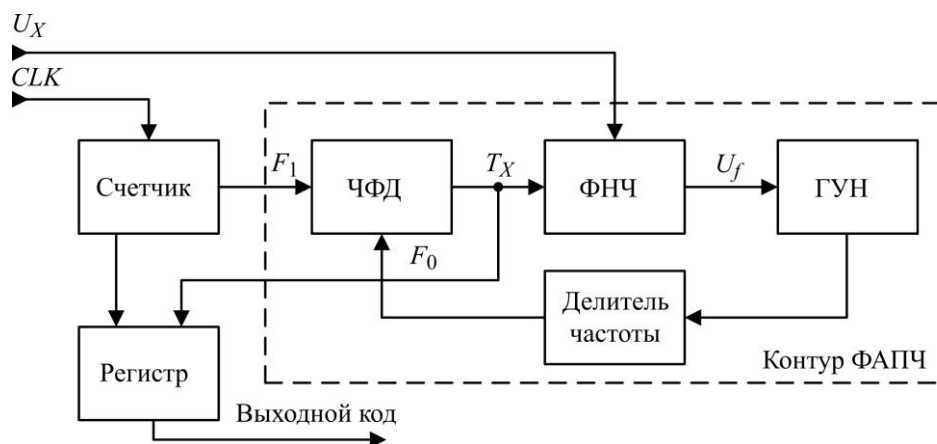 U_X
CLK
Счетчик
F_1
ЧФД
T_X
ФНЧ
U_f
ГУН
F_0
Делитель
частоты
Регистр
Контур ФАПЧ
Выходной код